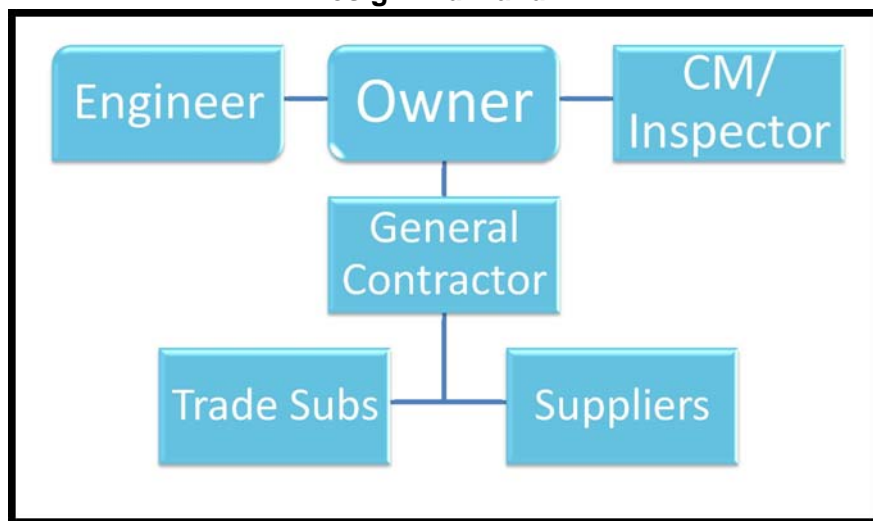 Engineer
Owner
CM/
Inspector
General
Contractor
Trade Subs
Suppliers